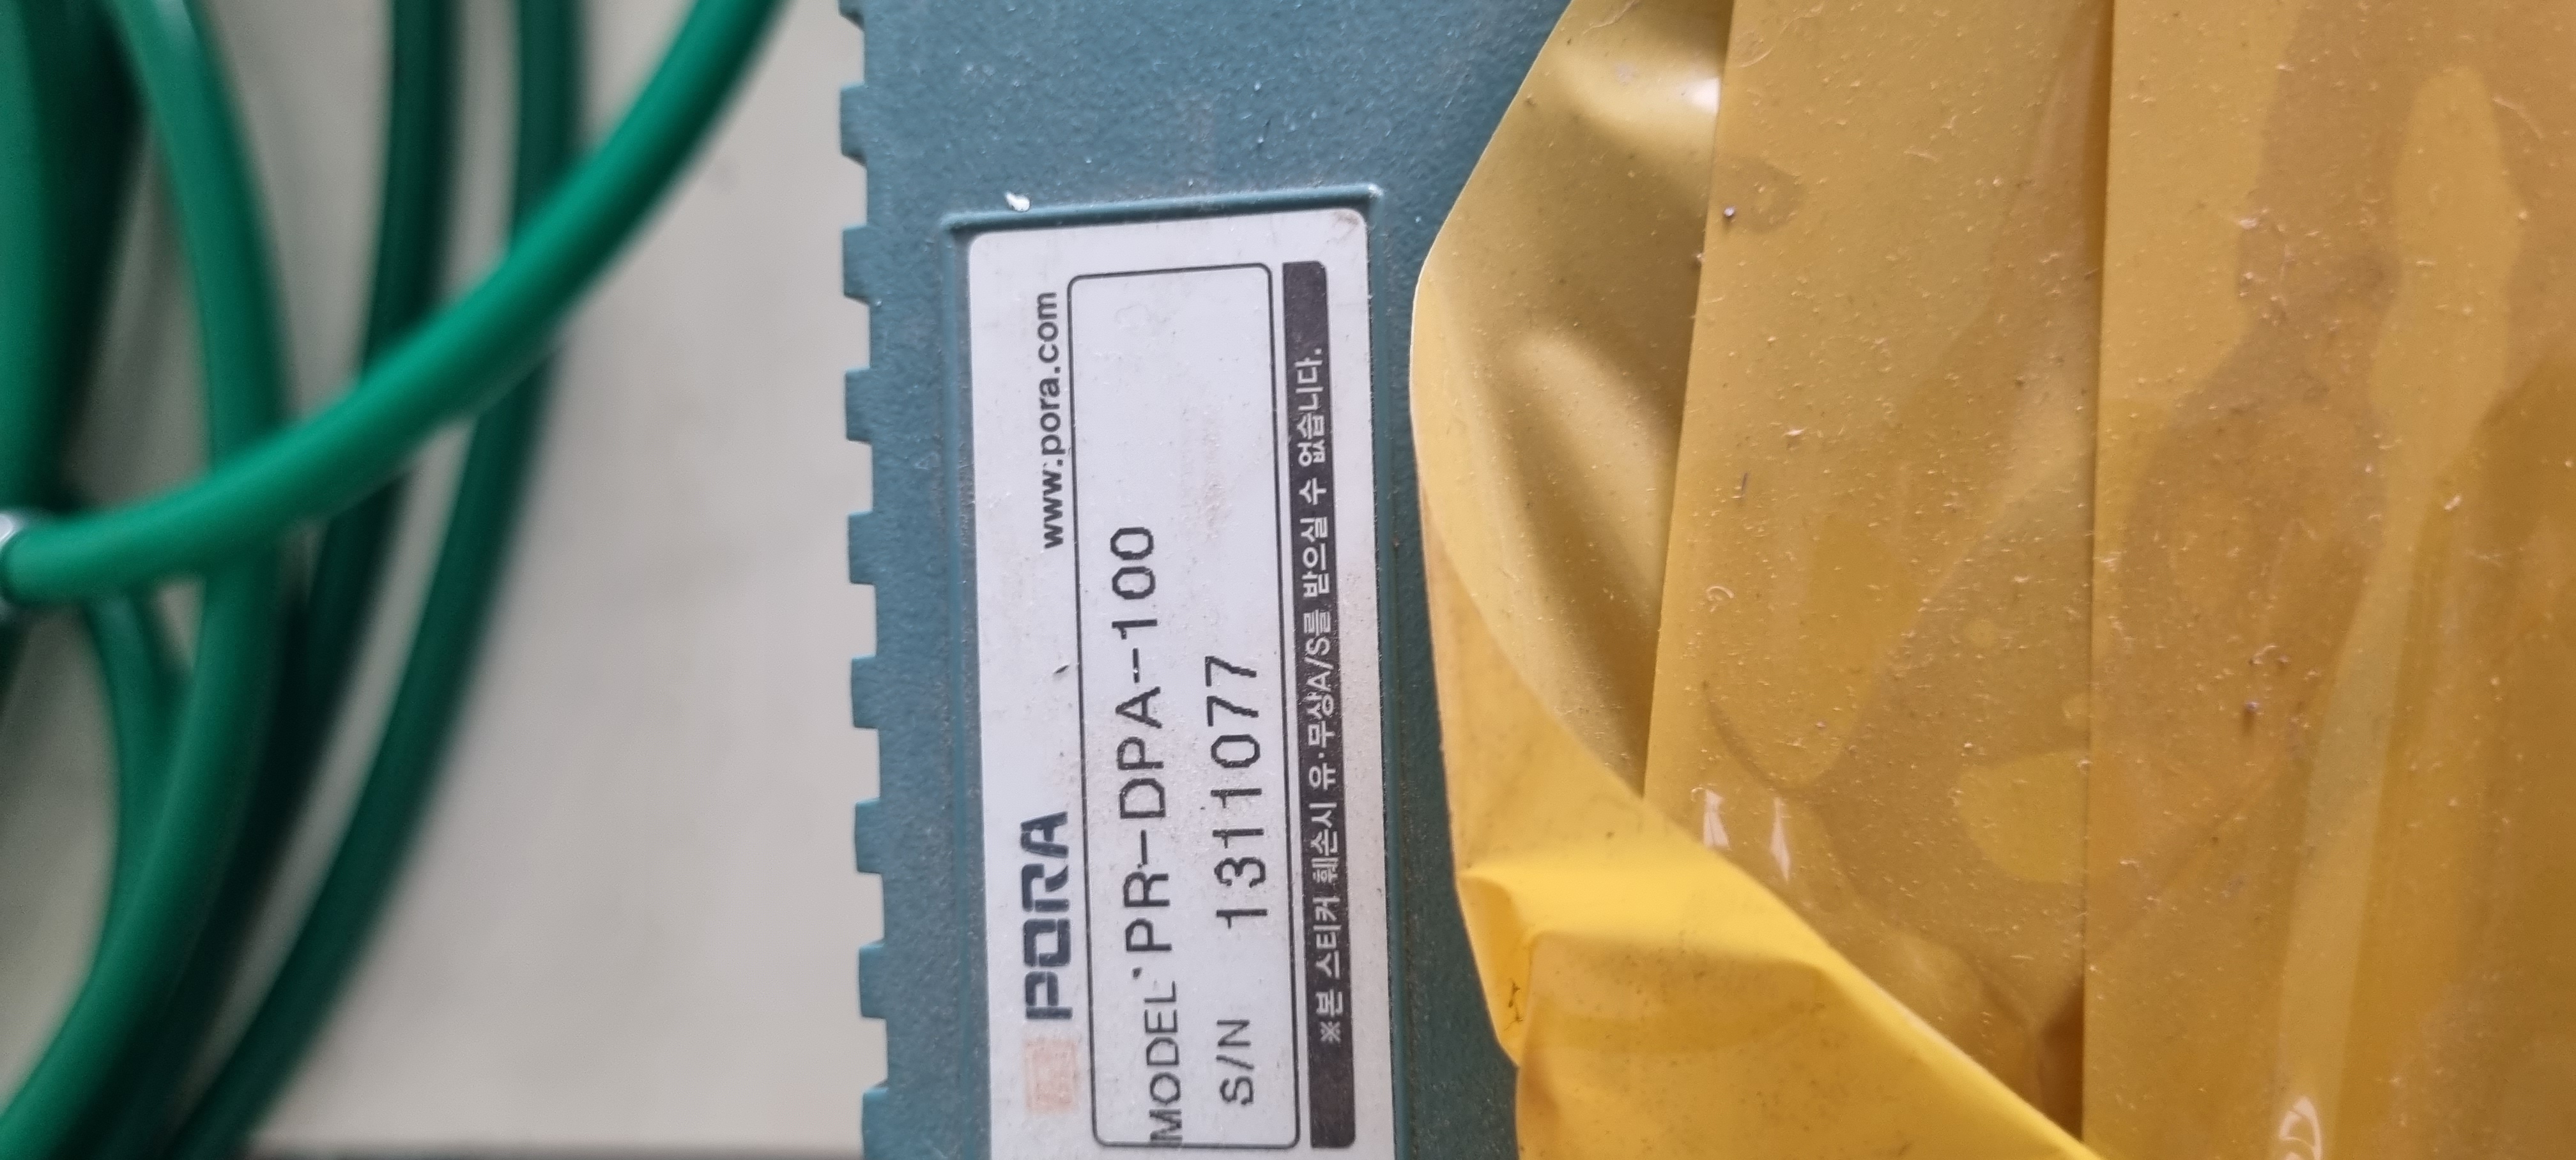 PORA www.pora.com
MODEL PR-DPA-100
S/N 1311077
※본 스티커 훼손시 유·무상A/S를 받으실 수 없습니다.